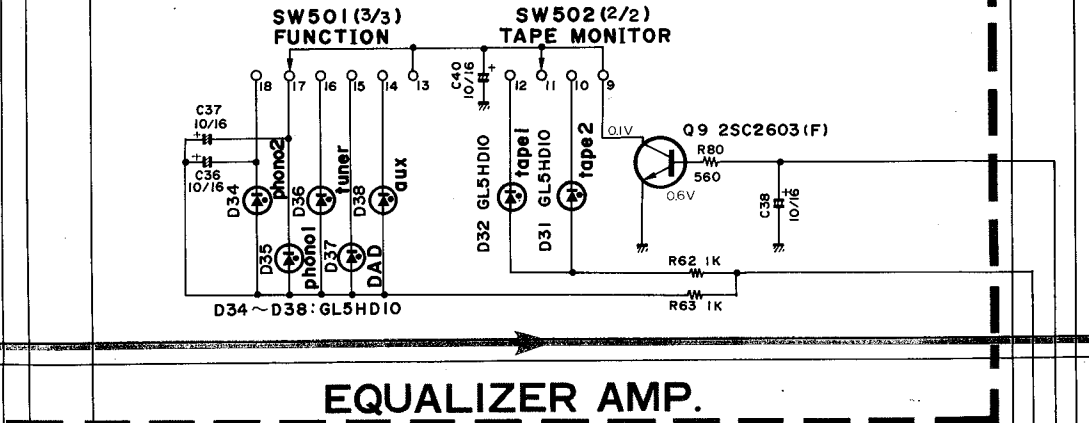 SW501(3/3)
FUNCTION
SW502(2/2)
TAPE MONITOR
C40
10/16
+
18
17
16
15
14
13
12
11
10
9
C37
10/16
+
+
C36
10/16
0.1V
Q9 2SC2603(F)
R80
560
0.6V
C38
10/16
+
D34
phono2
D36
tuner
D38
aux
D32 GL5HD10
tape1
D31 GL5HD10
tape2
D35
phono1
D37
DAD
R62 1K
R63 1K
D34~D38:GL5HD10
EQUALIZER AMP.